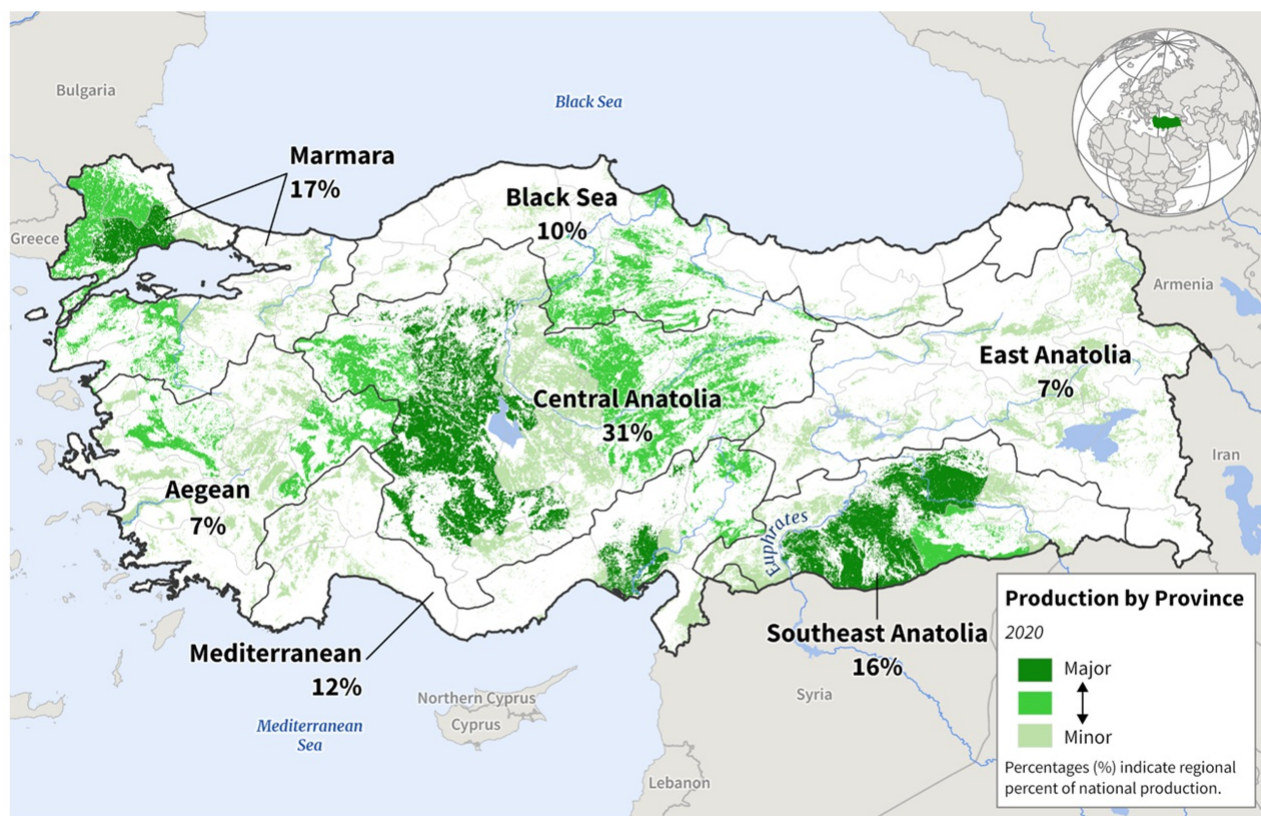 Bulgaria
Black Sea
Marmara
17%
Black Sea
10%
Greece
Armenia
East Anatolia
7%
Central Anatolia
31%
Iran
Aegean
7%
Euphrates
Mediterranean
12%
Southeast Anatolia
16%
Northern Cyprus
Cyprus
Mediterranean
Sea
Syria
Lebanon
Production by Province
2020
Major
Minor
Percentages (%) indicate regional
percent of national production.